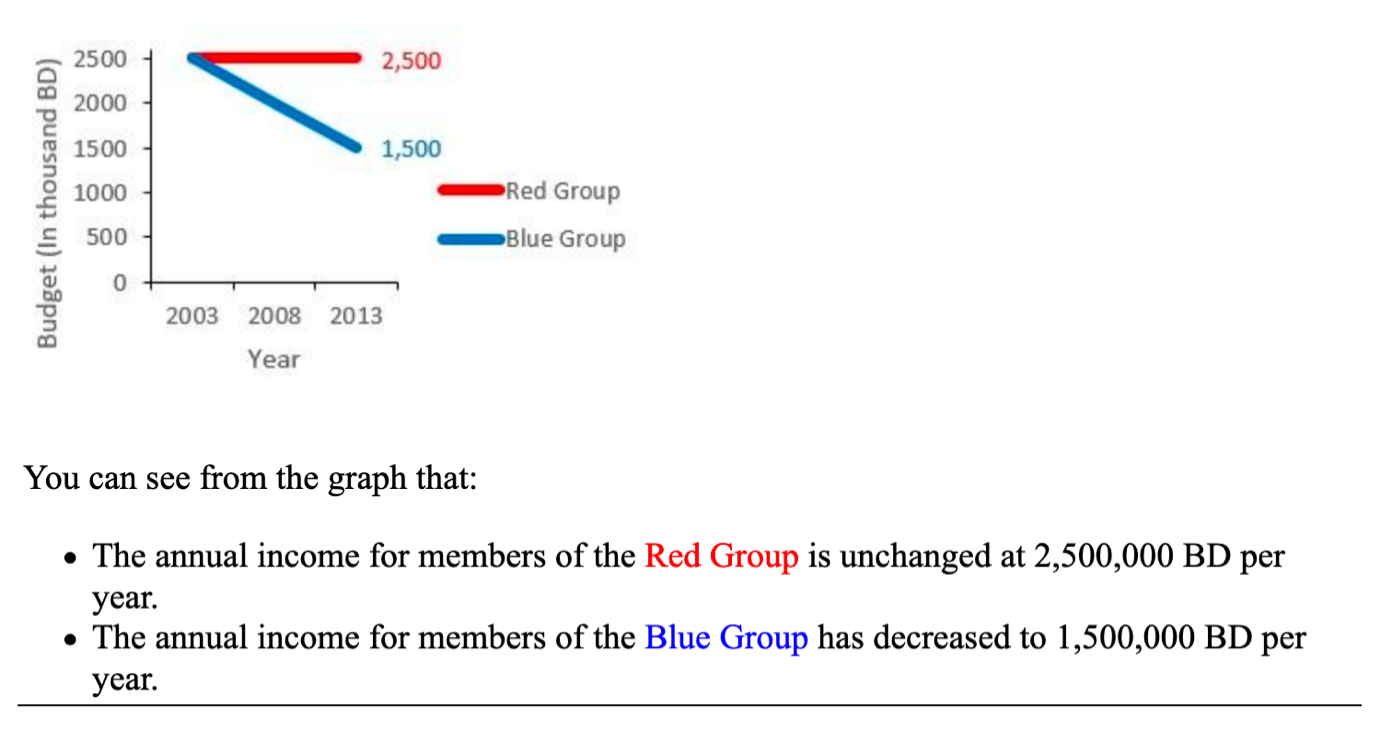 Budget (In thousand BD)
2500
2000
1500
1000
500
0
2,500
1,500
Red Group
Blue Group
2003 2008 2013
Year
You can see from the graph that:
• The annual income for members of the Red Group is unchanged at 2,500,000 BD per
year.
• The annual income for members of the Blue Group has decreased to 1,500,000 BD per
year.